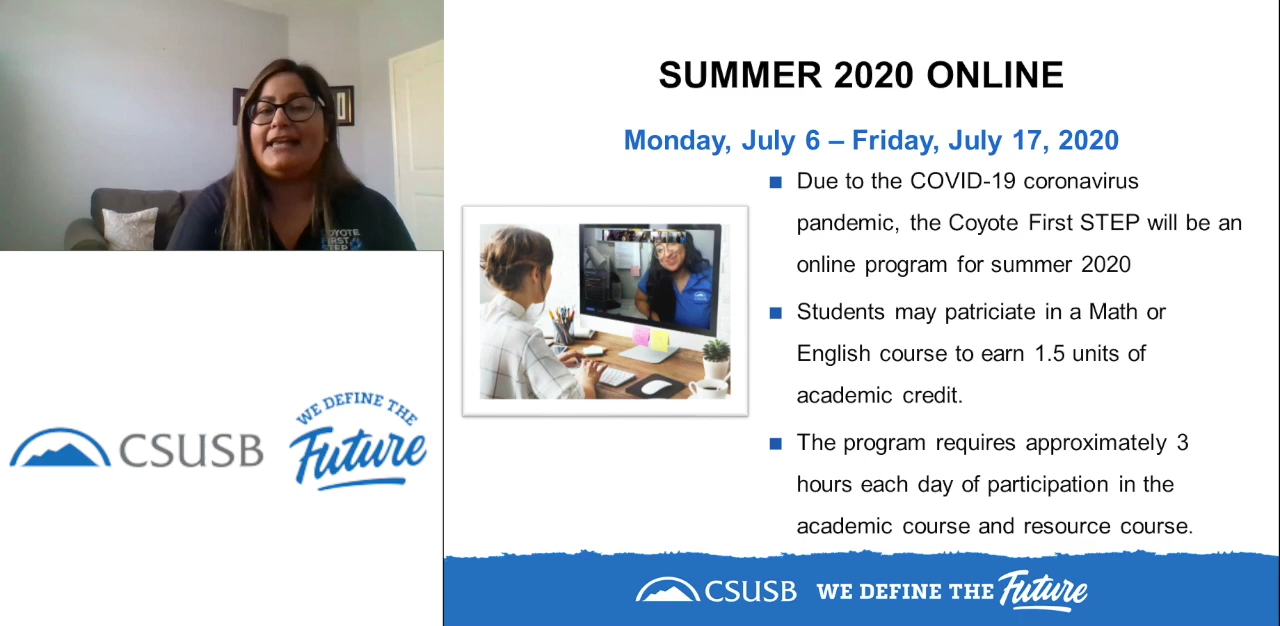 COYOTE
FIRST
STEP
CSUSB
WE DEFINE THE
Future
SUMMER 2020 ONLINE
Monday, July 6 – Friday, July 17, 2020
Due to the COVID-19 coronavirus
pandemic, the Coyote First STEP will be an
online program for summer 2020
Students may patriciate in a Math or
English course to earn 1.5 units of
academic credit.
The program requires approximately 3
hours each day of participation in the
academic course and resource course.
CSUSB WE DEFINE THE Future